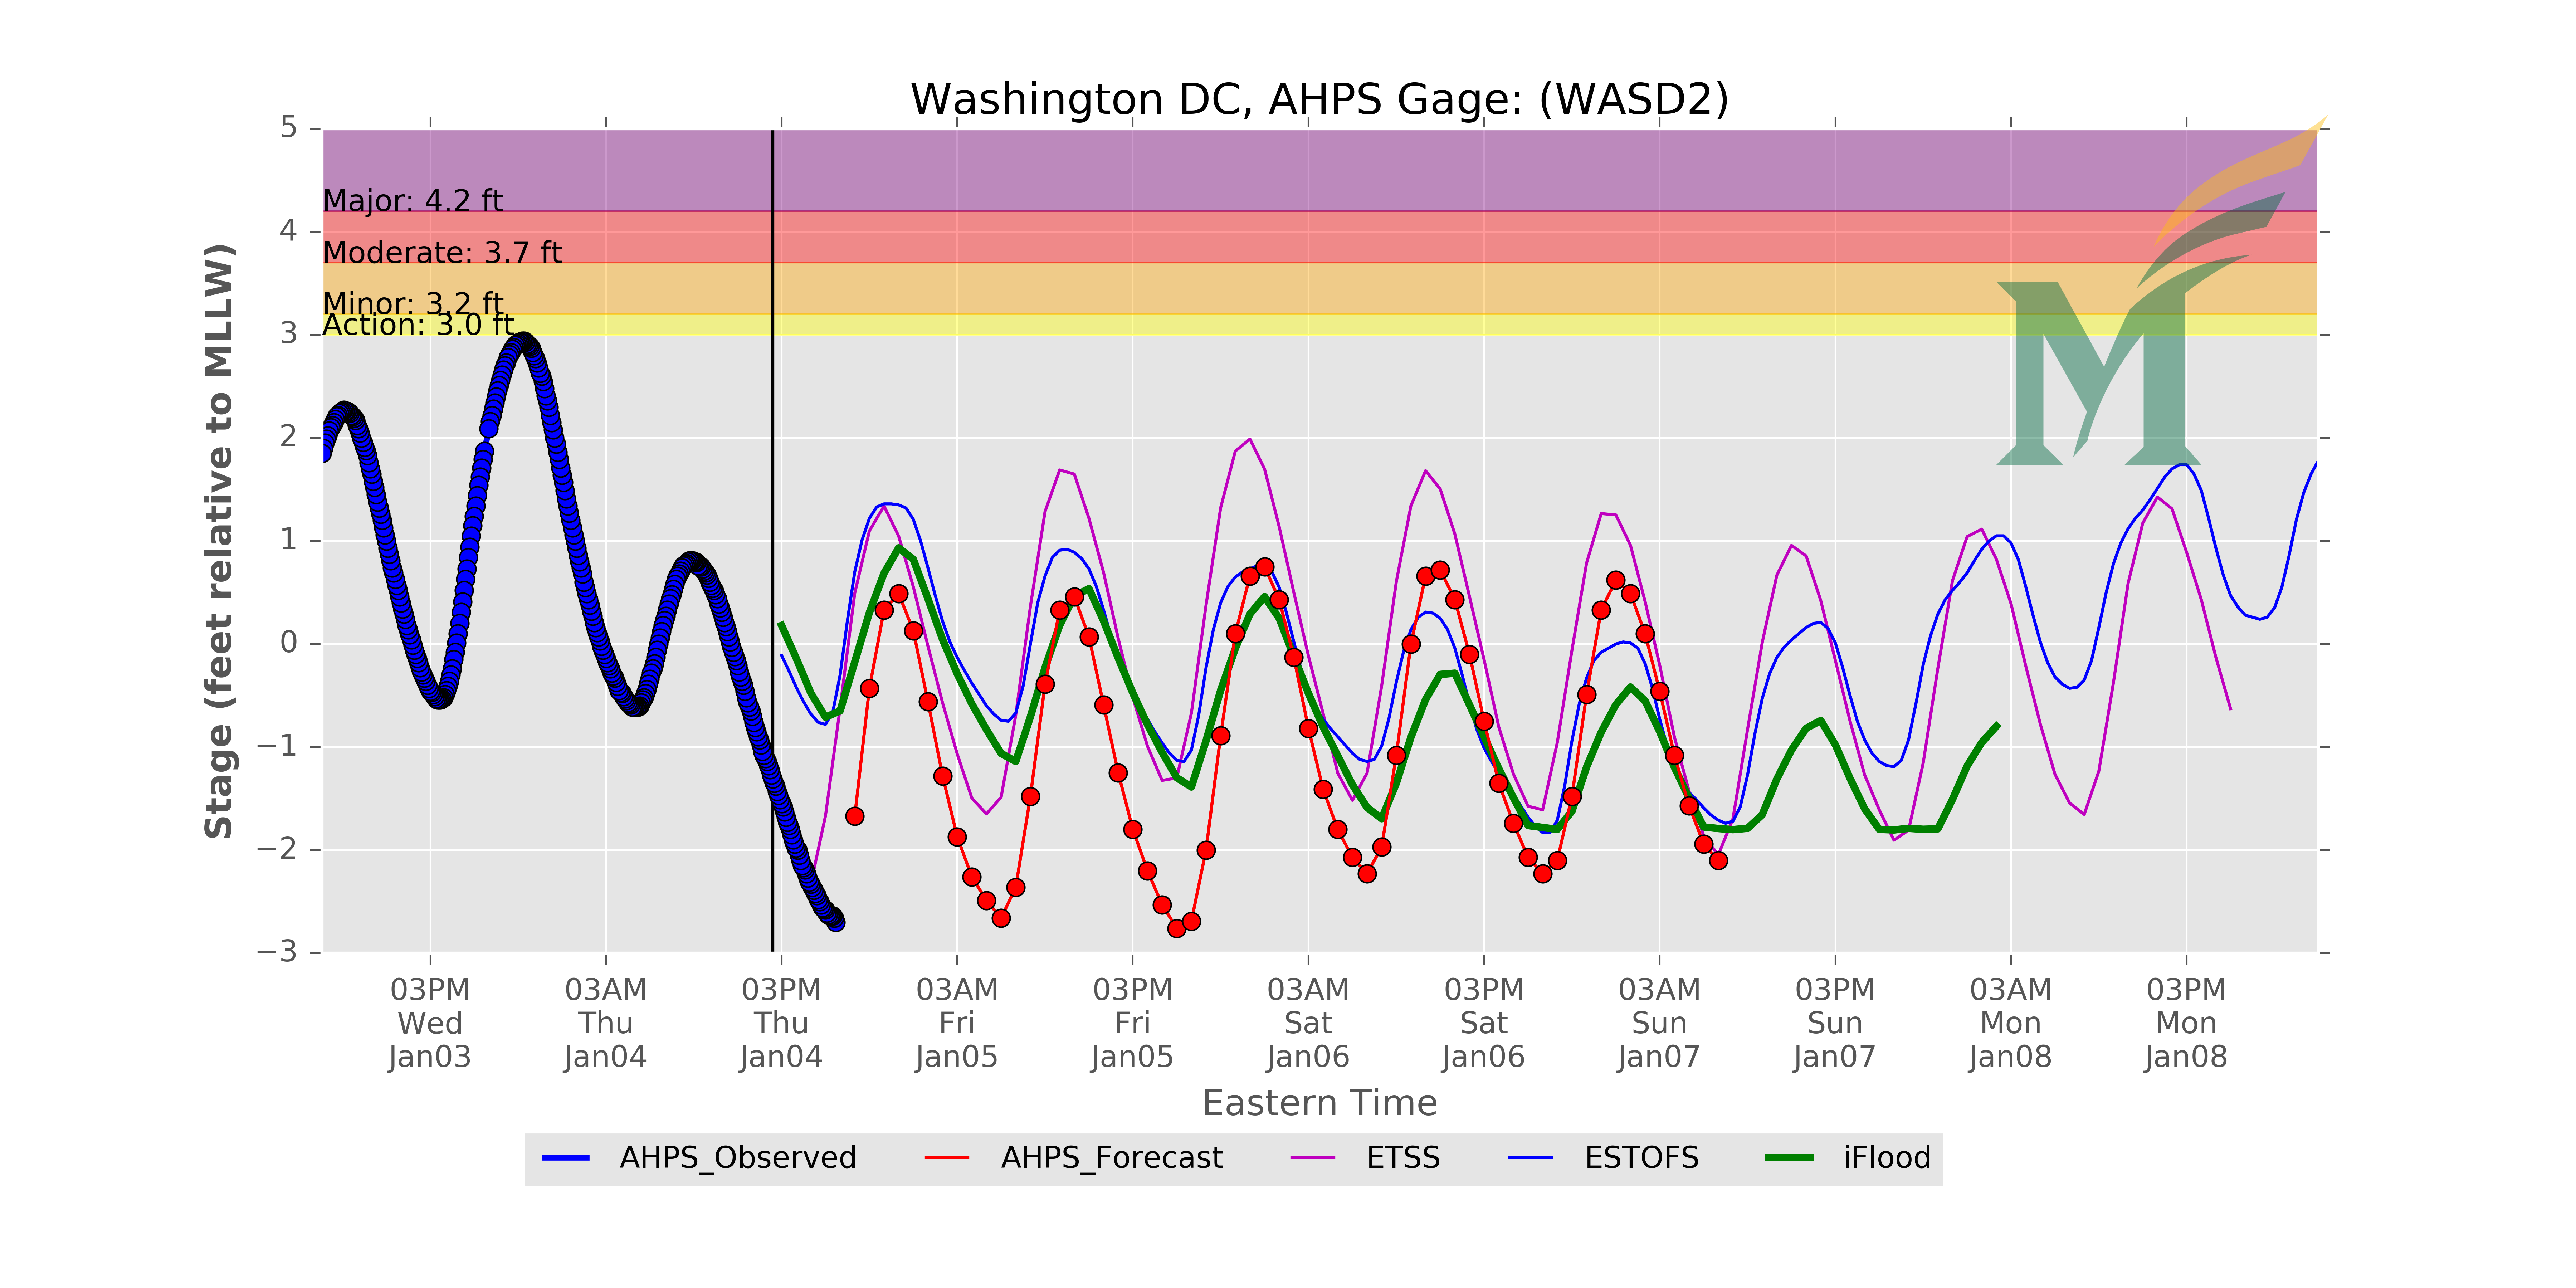 Washington DC, AHPS Gage: (WASD2)
5
4
3
2
1
0
−1
−2
−3
Stage (feet relative to MLLW)
Major: 4.2 ft
Moderate: 3.7 ft
Minor: 3.2 ft
Action: 3.0 ft
M
03PM
Wed
Jan03
03AM
Thu
Jan04
03PM
Thu
Jan04
03AM
Fri
Jan05
03PM
Fri
Jan05
03AM
Sat
Jan06
03PM
Sat
Jan06
03AM
Sun
Jan07
03PM
Sun
Jan07
03AM
Mon
Jan08
03PM
Mon
Jan08
Eastern Time
AHPS_Observed AHPS_Forecast ETSS ESTOFS iFlood